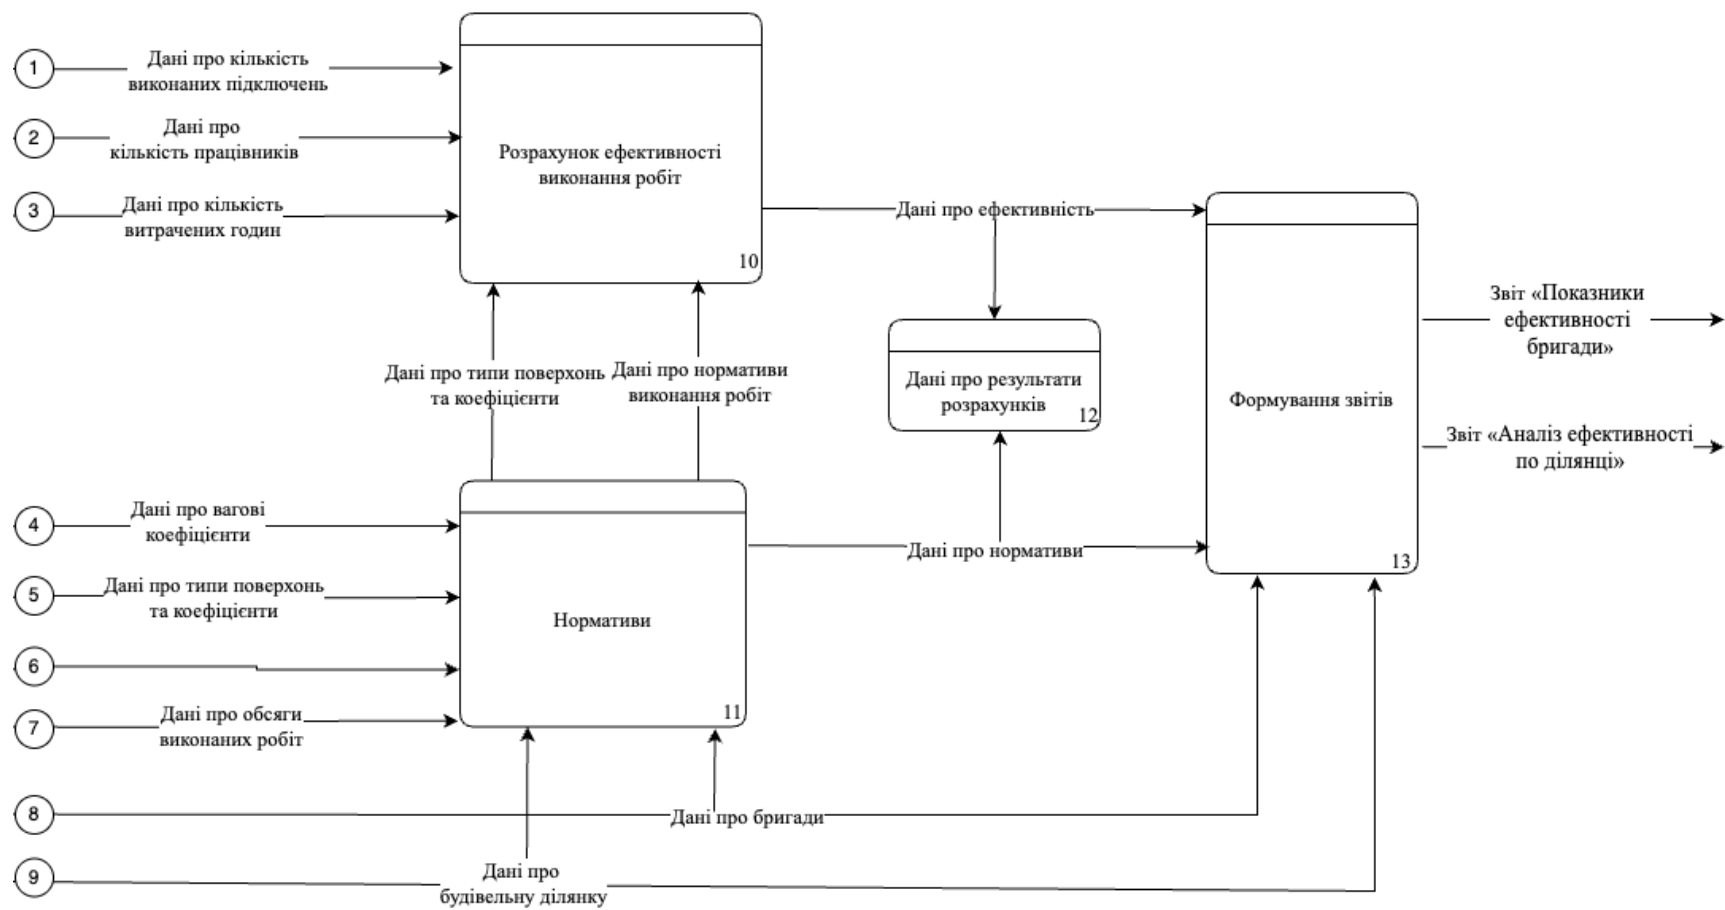 1
Дані про кількість
виконаних підключень
2
Дані про
кількість працівників
3
Дані про кількість
витрачених годин
Розрахунок ефективності
виконання робіт
10
Дані про ефективність
Дані про типи поверхонь
та коефіцієнти
Дані про нормативи
виконання робіт
Дані про результати
розрахунків
12
Формування звітів
13
Звіт «Показники
ефективності
бригади»
Звіт «Аналіз ефективності
по ділянці»
4
Дані про вагові
коефіцієнти
5
Дані про типи поверхонь
та коефіцієнти
6
7
Дані про обсяги
виконаних робіт
Нормативи
11
Дані про нормативи
8
Дані про бригади
9
Дані про
будівельну ділянку